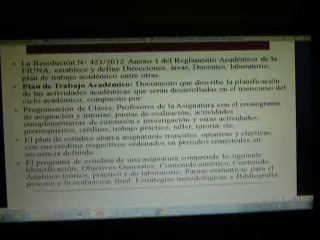 • La Resolución Nº 421/2012 Anexo 1 del Reglamento Académico de la
FIUNA, establece y define Direcciones, áreas, Docentes, laboratorio,
plan de trabajo académico entre otras.
• Plan de Trabajo Académico: Documento que describe la planificación
de las actividades académicas que serán desarrolladas en el transcurso del
ciclo académico, compuesto por
• Programación de Clases; Profesores de la Asignatura con el cronograma
de asignación y tutorías, pautas de evaluación, actividades
complementarias de extensión e investigación y otras actividades,
prerrequisitos, créditos, trabajo práctico, taller, tutoría, etc.
• El plan de estudios abarca asignaturas troncales, optativas y electivas,
con sus créditos respectivos ordenados en períodos semestrales en
secuencia definida.
• El programa de estudios de una asignatura comprende lo siguiente
Identificación, Objetivos Generales, Contenido sintético, Contenido
Analítico teórico, práctico y de laboratorio, Pautas evaluativas para el
proceso y la evaluación final, Estrategias metodológicas y Bibliografía